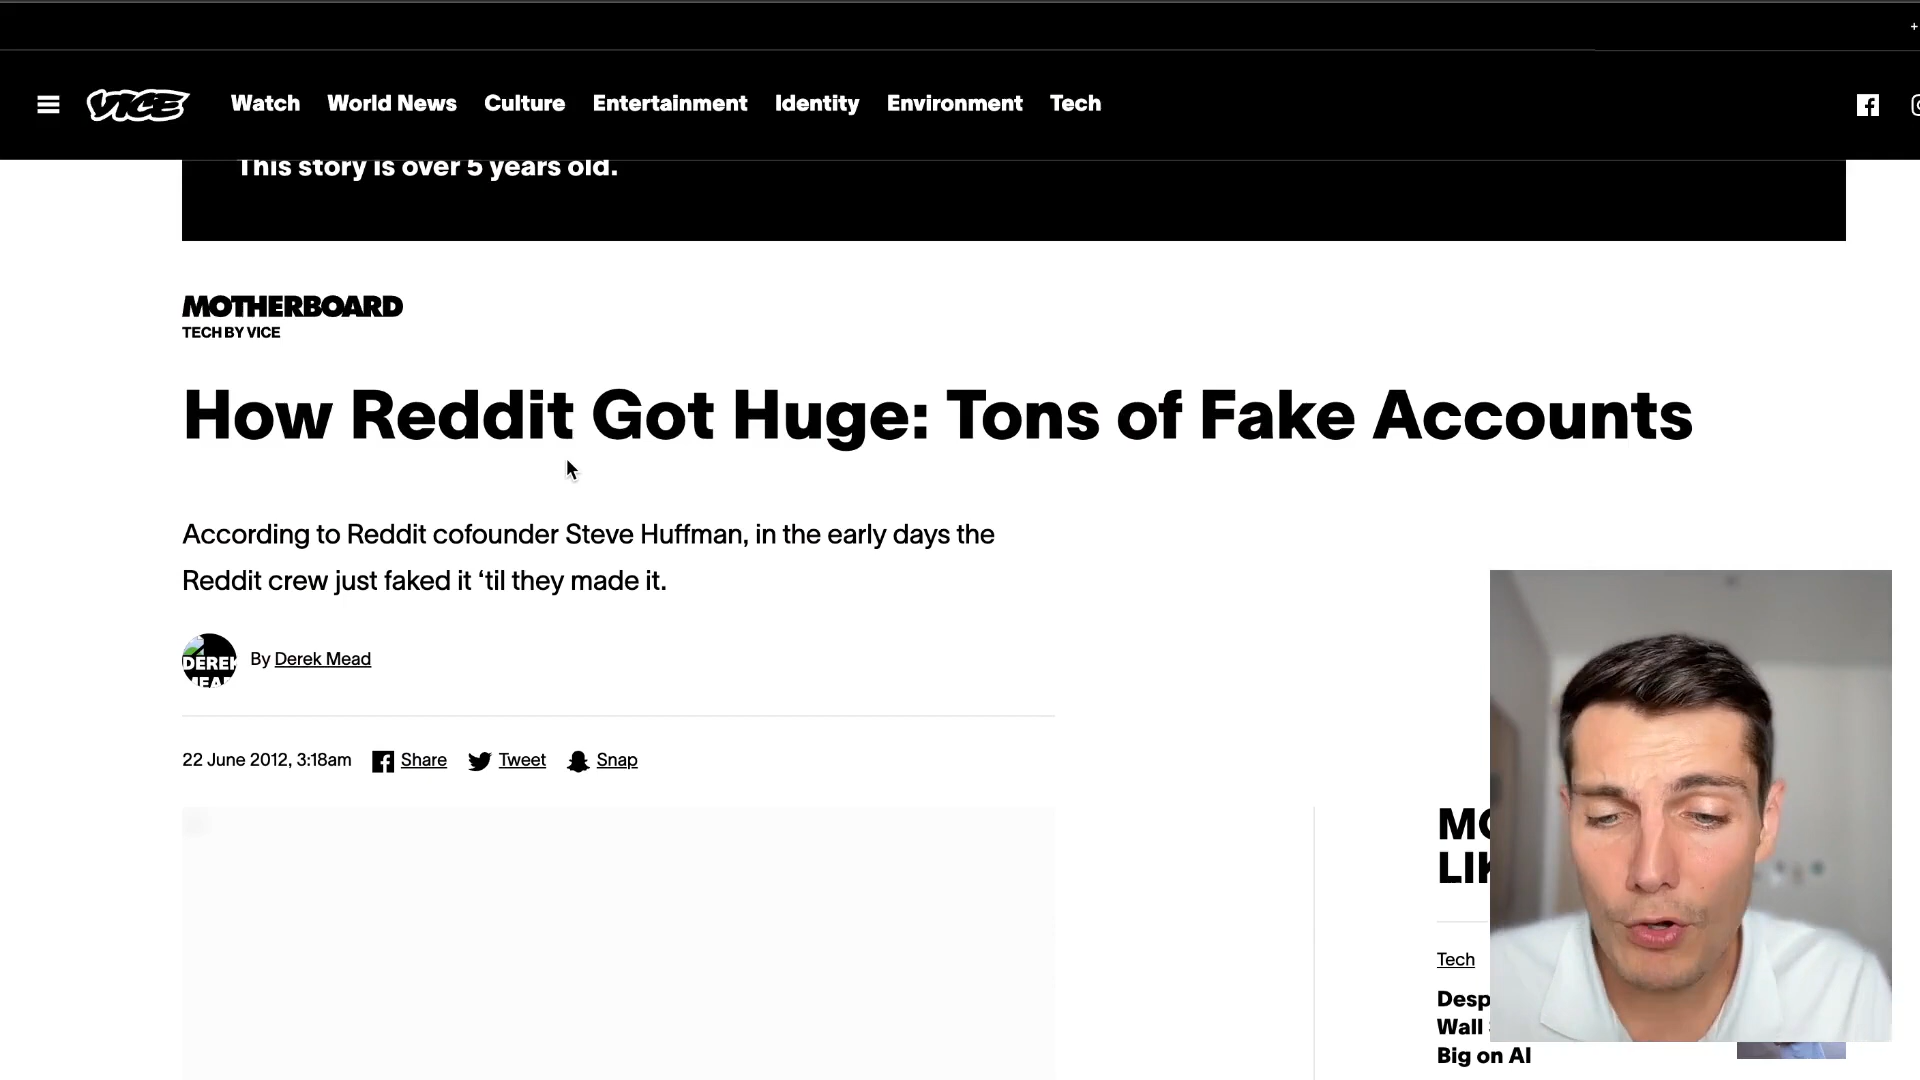 +
VICE
Watch World News Culture Entertainment Identity Environment Tech
This story is over 5 years old.
MOTHERBOARD
TECH BY VICE
How Reddit Got Huge: Tons of Fake Accounts
According to Reddit cofounder Steve Huffman, in the early days the
Reddit crew just faked it ‘til they made it.
DEREK
MEAD
By Derek Mead
22 June 2012, 3:18am Share Tweet Snap
Tech
Wall
Big on AI